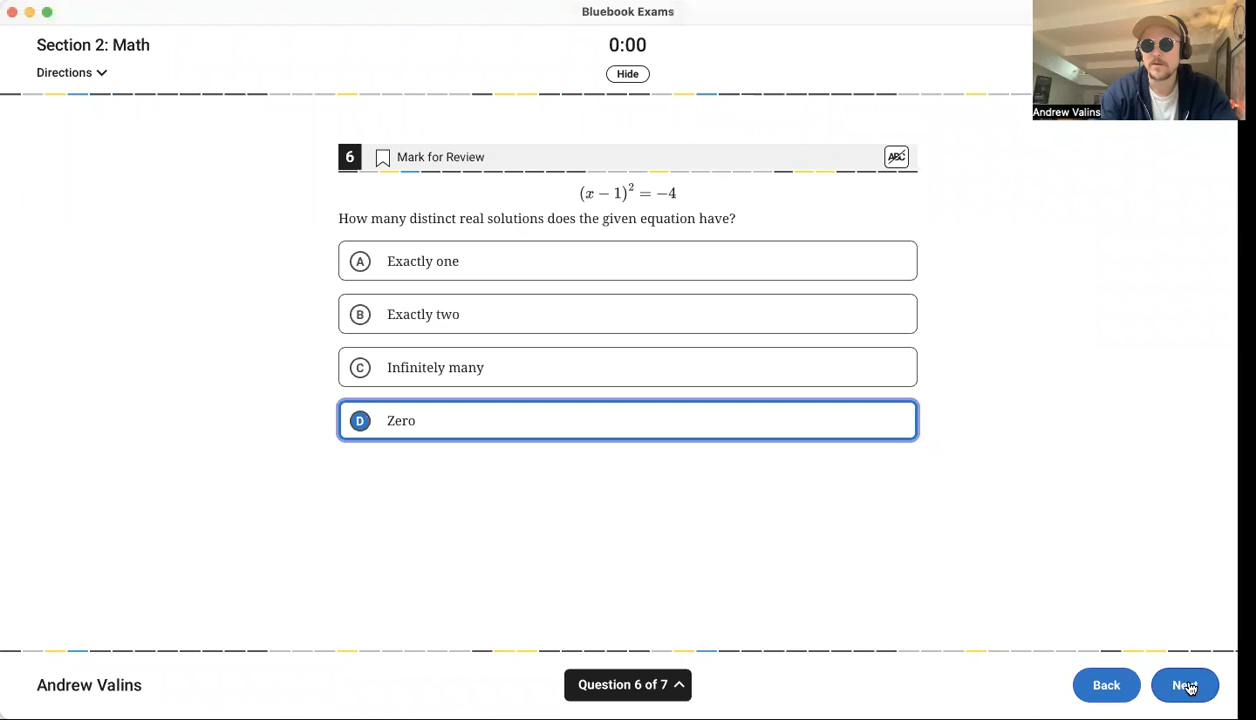 Bluebook Exams
Section 2: Math
0:00
Directions
Hide
Andrew Valins
6 Mark for Review ABC
(x − 1)² = −4
How many distinct real solutions does the given equation have?
A Exactly one
B Exactly two
C Infinitely many
D Zero
Andrew Valins
Question 6 of 7
Back
Next